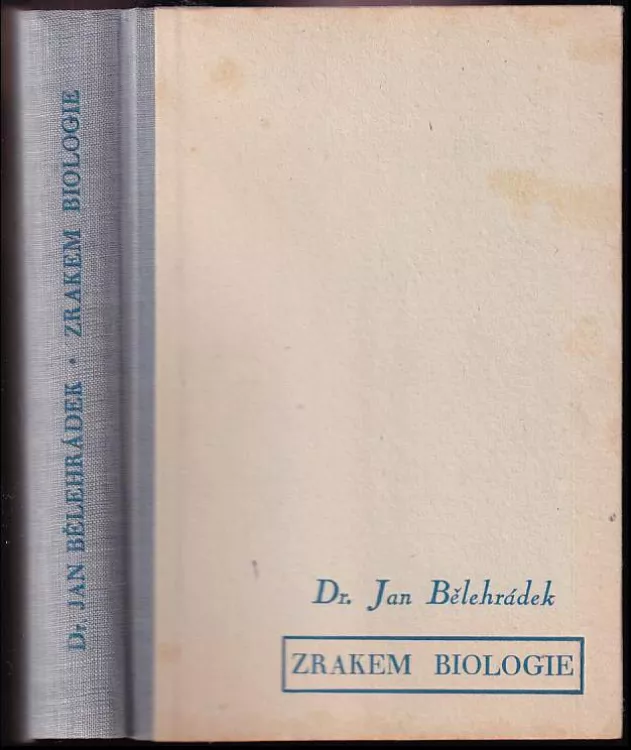 Dr. JAN BĚLEHRÁDEK • ZRAKEM BIOLOGIE
Dr. Jan Bělehrádek
ZRAKEM BIOLOGIE